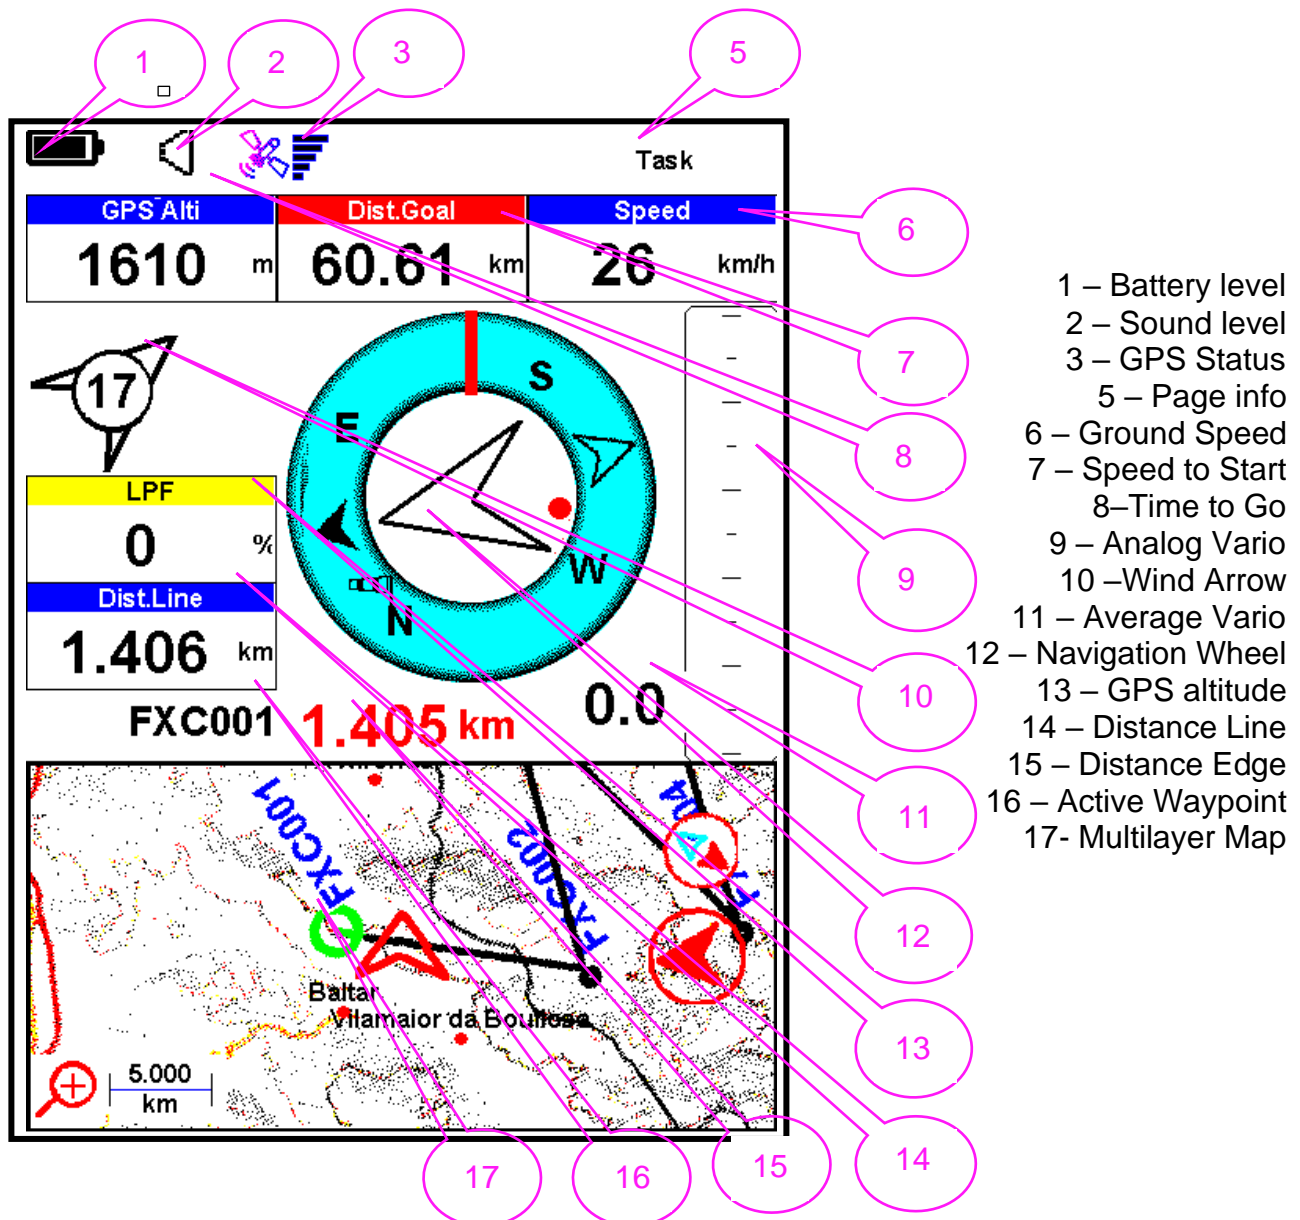 1
2
3
5
Task
GPS Alti
Dist.Goal
Speed
1610 m
60.61 km
26 km/h
6
7
8
9
10
11
12
13
14
15
16
17
17
S
E
W
N
LPF
0 %
Dist.Line
1.406 km
FXC001 1.405 km
0.0
FXC001
FXC002
04
Baltar
Vilamaior da Boullosa
5.000
km
1 – Battery level
2 – Sound level
3 – GPS Status
5 – Page info
6 – Ground Speed
7 – Speed to Start
8–Time to Go
9 – Analog Vario
10 –Wind Arrow
11 – Average Vario
12 – Navigation Wheel
13 – GPS altitude
14 – Distance Line
15 – Distance Edge
16 – Active Waypoint
17- Multilayer Map